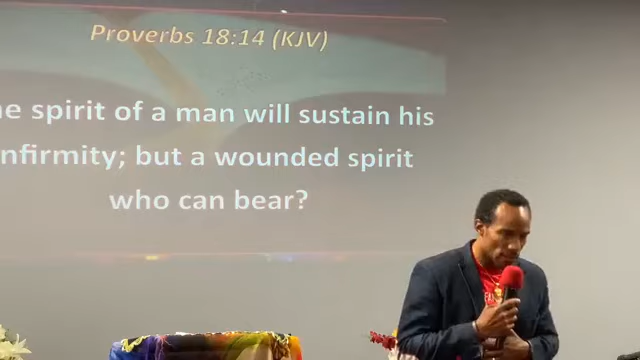 Proverbs 18:14 (KJV)
e spirit of a man will sustain his
nfirmity; but a wounded spirit
who can bear?